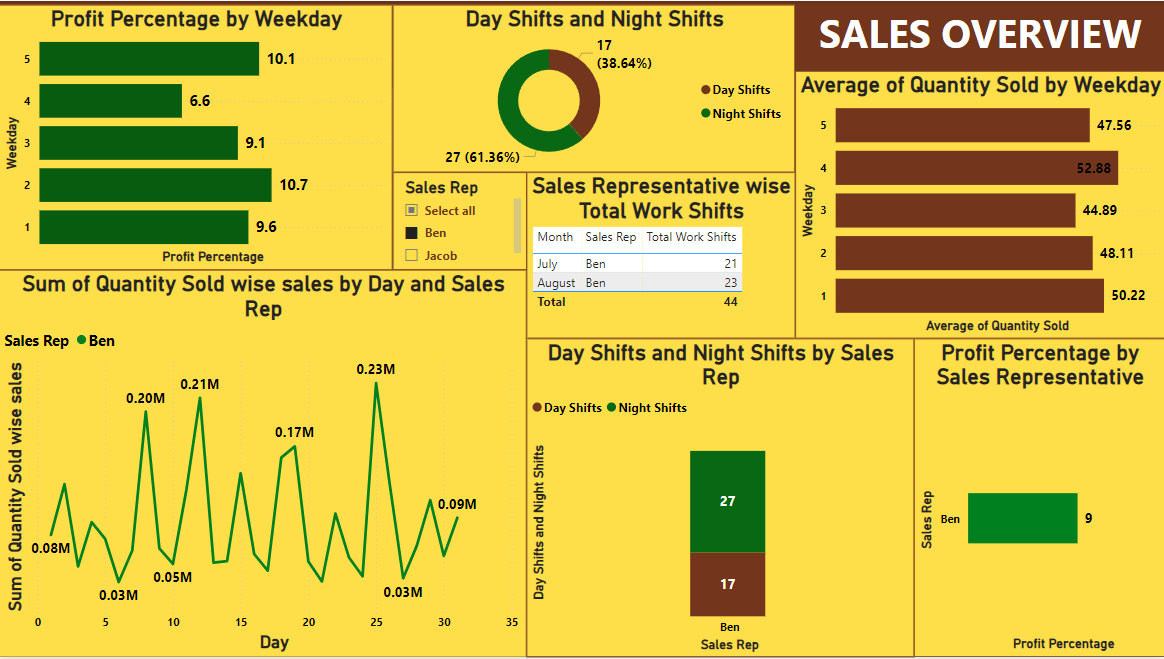 Profit Percentage by Weekday
Weekday
5
10.1
4
6.6
3
9.1
2
10.7
1
9.6
Profit Percentage
Day Shifts and Night Shifts
17
(38.64%)
27 (61.36%)
Day Shifts
Night Shifts
SALES OVERVIEW
Average of Quantity Sold by Weekday
Weekday
5
47.56
4
52.88
3
44.89
2
48.11
1
50.22
Average of Quantity Sold
Sales Rep
Select all
Ben
Jacob
Sales Representative wise
Total Work Shifts
Month Sales Rep Total Work Shifts
July Ben 21
August Ben 23
Total 44
Sum of Quantity Sold wise sales by Day and Sales
Rep
Sales Rep Ben
Sum of Quantity Sold wise sales
0.08M
0.03M
0.20M
0.05M
0.21M
0.17M
0.23M
0.03M
0.09M
0 5 10 15 20 25 30 35
Day
Day Shifts and Night Shifts by Sales
Rep
Day Shifts Night Shifts
Day Shifts and Night Shifts
27
17
Ben
Sales Rep
Profit Percentage by
Sales Representative
Sales Rep
Ben
9
Profit Percentage